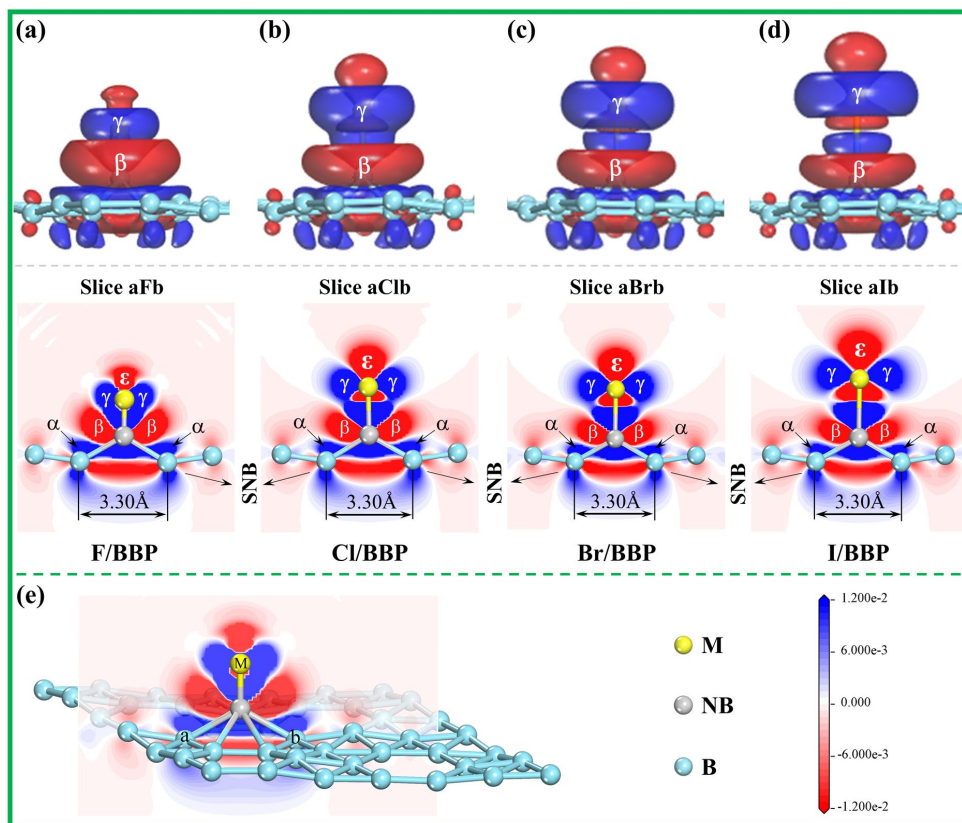 (a) (b) (c) (d)
γ γ γ γ
β β β β
Slice aFb Slice aClb Slice aBrb Slice aIb
ε ε ε ε
γ γ γ γ γ γ γ γ
α β β α α β β α α β β α α β β α
SNB SNB SNB
3.30Å 3.30Å 3.30Å 3.30Å
F/BBP Cl/BBP Br/BBP I/BBP
(e)
M
a b
M
NB
B
1.200e-2
6.000e-3
0.000
-6.000e-3
-1.200e-2